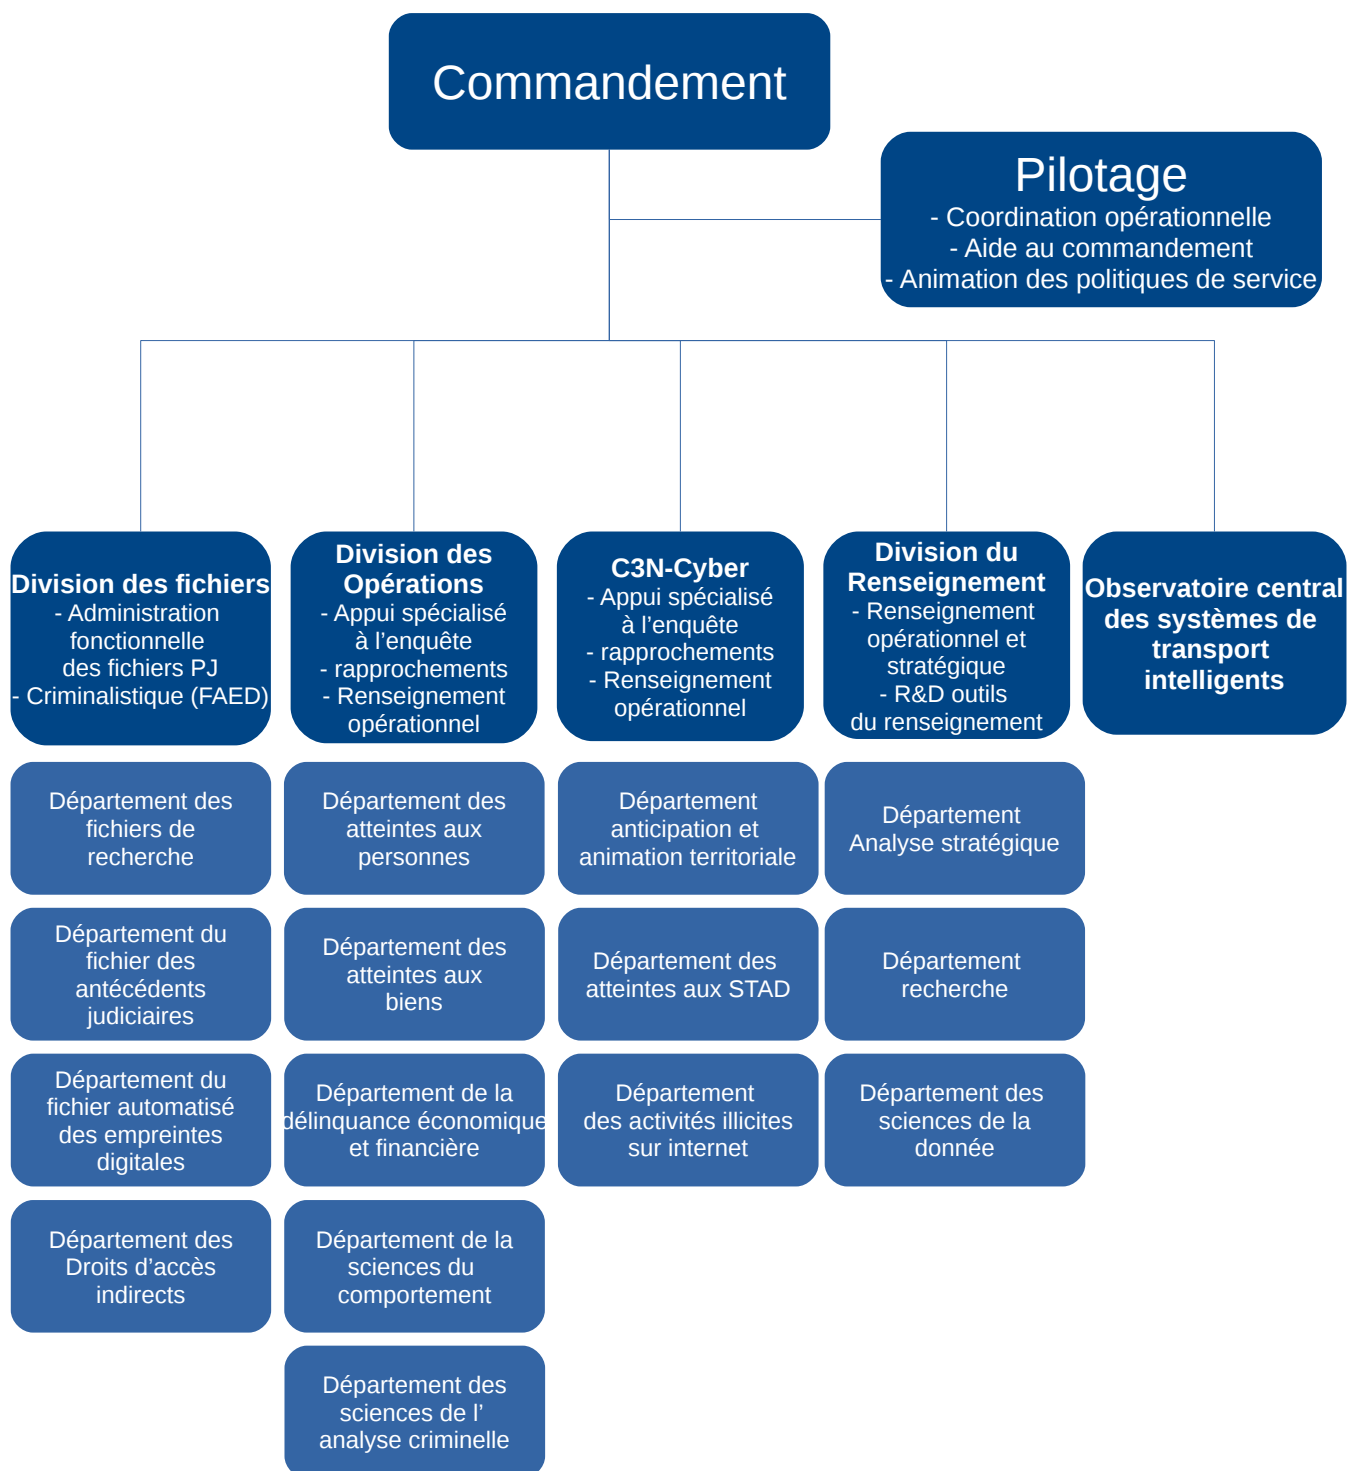 Commandement
Pilotage
- Coordination opérationnelle
- Aide au commandement
- Animation des politiques de service
Division des fichiers
- Administration
fonctionnelle
des fichiers PJ
- Criminalistique (FAED)
Division des
Opérations
- Appui spécialisé
à l’enquête
- rapprochements
- Renseignement
opérationnel
C3N-Cyber
- Appui spécialisé
à l’enquête
- rapprochements
- Renseignement
opérationnel
Division du
Renseignement
- Renseignement
opérationnel et
stratégique
- R&D outils
du renseignement
Observatoire central
des systèmes de
transport
intelligents
Département des
fichiers de
recherche
Département du
fichier des
antécédents
judiciaires
Département du
fichier automatisé
des empreintes
digitales
Département des
Droits d’accès
indirects
Département des
atteintes aux
personnes
Département des
atteintes aux
biens
Département de la
délinquance économique
et financière
Département de la
sciences du
comportement
Département des
sciences de l’
analyse criminelle
Département
anticipation et
animation territoriale
Département des
atteintes aux STAD
Département
des activités illicites
sur internet
Département
Analyse stratégique
Département
recherche
Département des
sciences de la
donnée